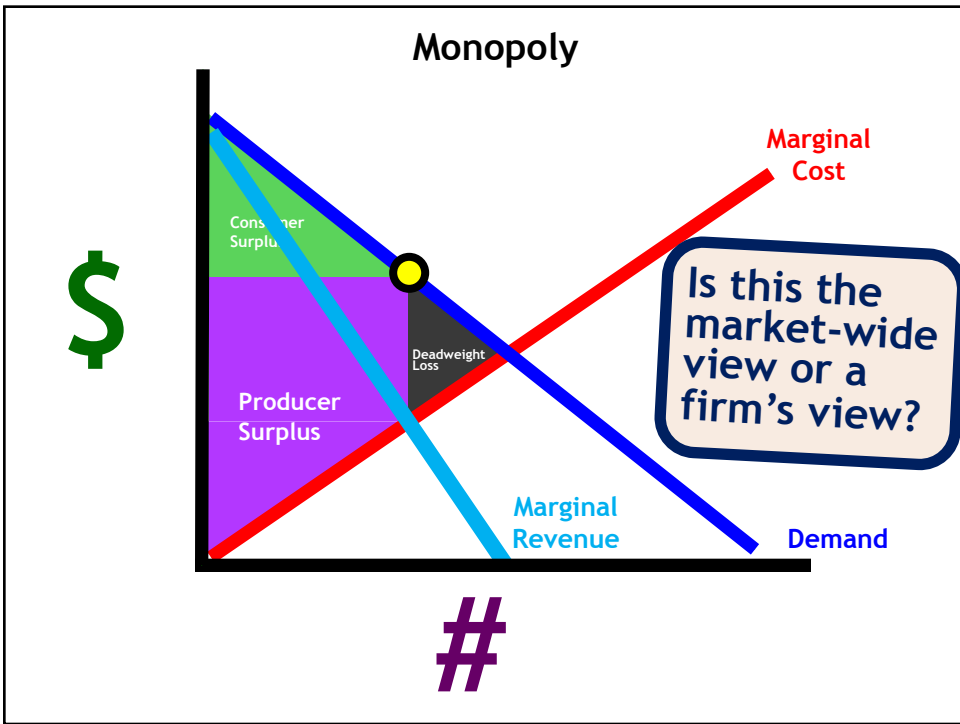 Monopoly
Marginal
Cost
Consumer
Surplus
$
Is this the
market-wide
view or a
firm's view?
Deadweight
Loss
Producer
Surplus
Marginal
Revenue
Demand
#